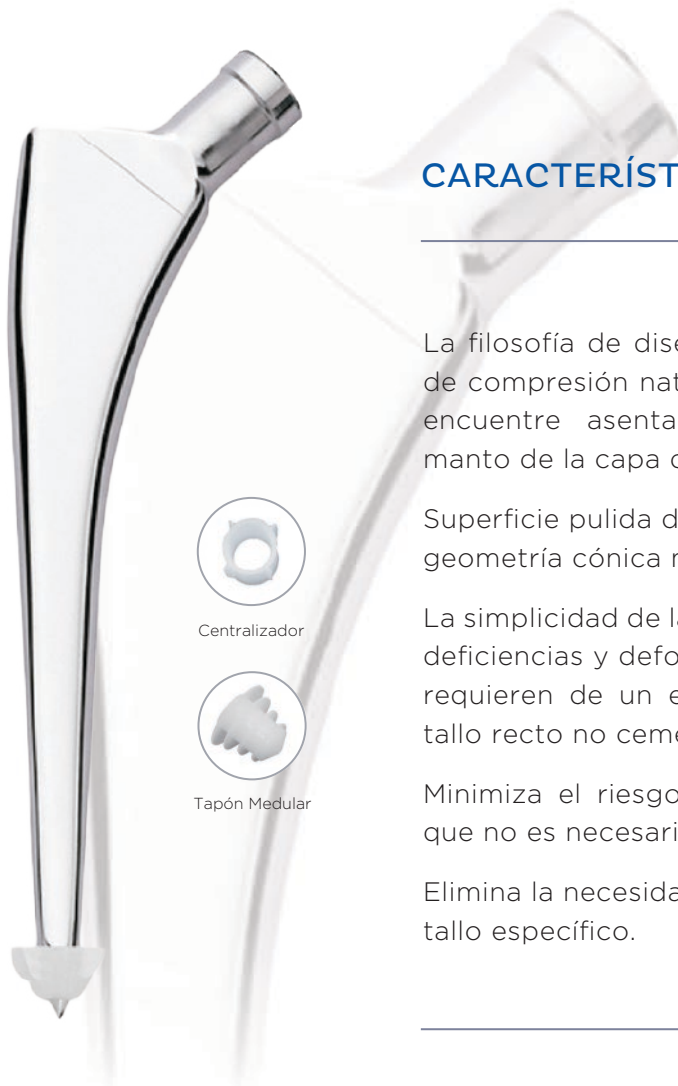 CARACTERÍST
La filosofía de dise
de compresión nat
encuentre asenta
manto de la capa
Superficie pulida d
geometría cónica
La simplicidad de l
deficiencias y defo
requieren de un e
tallo recto no ceme
Minimiza el riesgo
que no es necesari
Elimina la necesida
tallo específico.
Centralizador
Tapón Medular